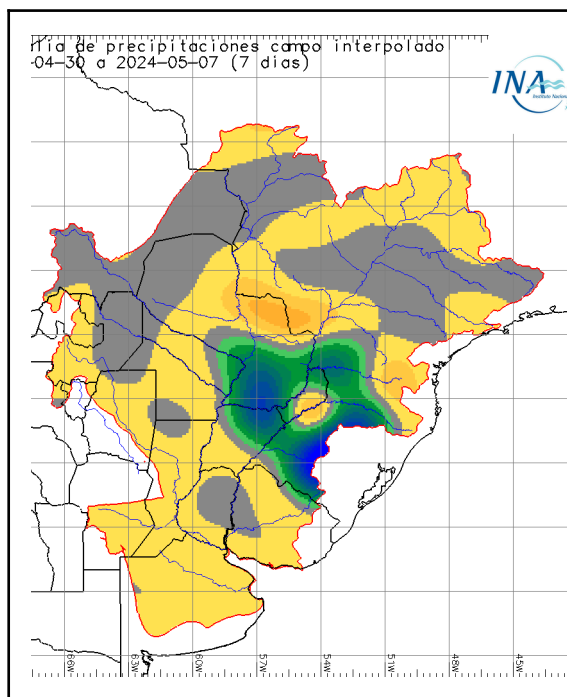 de precipitaciones campo interpolado
-04-30 a 2024-05-07 (7 dias)
INA
Instituto
66W 63W 60W 57W 54W 51W 48W 45W